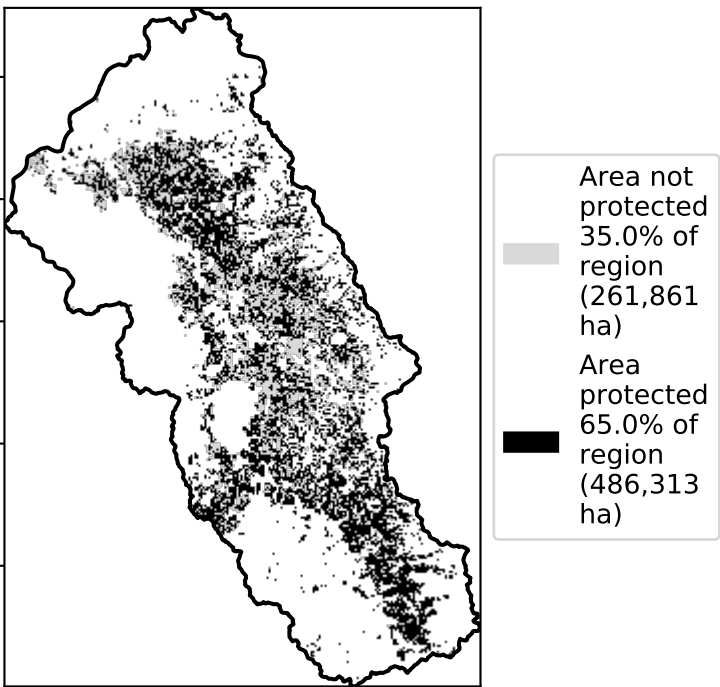 Area not
protected
35.0% of
region
(261,861
ha)
Area
protected
65.0% of
region
(486,313
ha)